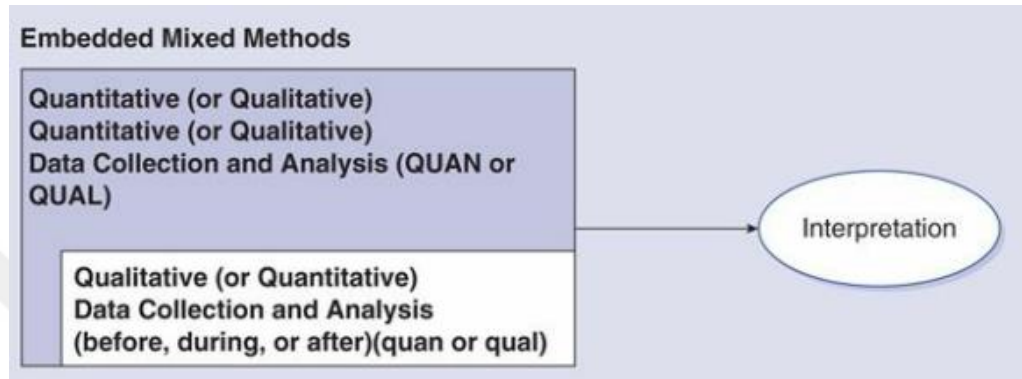 Embedded Mixed Methods
Quantitative (or Qualitative)
Quantitative (or Qualitative)
Data Collection and Analysis (QUAN or
QUAL)
Qualitative (or Quantitative)
Data Collection and Analysis
(before, during, or after)(quan or qual)
Interpretation